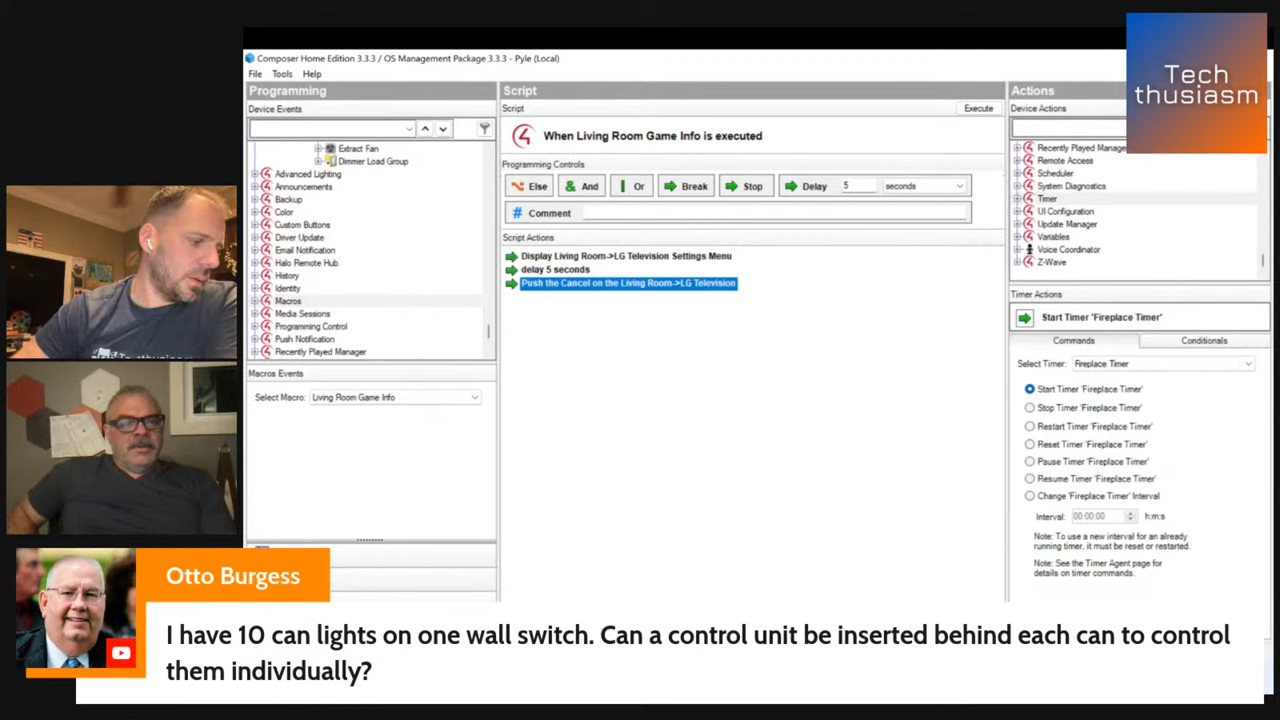 Composer Home Edition 3.3.3 / OS Management Package 3.3.3 - Pyle (Local)
File Tools Help
Programming
Device Events
Extract Fan
Dimmer Load Group
Advanced Lighting
Announcements
Backup
Color
Custom Buttons
Driver Update
Email Notification
Halo Remote Hub
History
Identity
Macros
Media Sessions
Programming Control
Push Notification
Recently Played Manager
Macros Events
Select Macro: Living Room Game Info
Script
Script Execute
When Living Room Game Info is executed
Programming Controls
Else & And Or Break Stop Delay 5 seconds
# Comment
Script Actions
Display Living Room->LG Television Settings Menu
delay 5 seconds
Push the Cancel on the Living Room->LG Television
Actions
Device Actions
Recently Played Manage
Remote Access
Scheduler
System Diagnostics
Timer
UI Configuration
Update Manager
Variables
Voice Coordinator
Z-Wave
Timer Actions
Start Timer 'Fireplace Timer'
Commands Conditionals
Select Timer: Fireplace Timer
Start Timer 'Fireplace Timer'
Stop Timer 'Fireplace Timer'
Restart Timer 'Fireplace Timer'
Reset Timer 'Fireplace Timer'
Pause Timer 'Fireplace Timer'
Resume Timer 'Fireplace Timer'
Change 'Fireplace Timer' Interval
Interval: 00:00:00 h:m:s
Note: To use a new interval for an already
running timer, it must be reset or restarted.
Note: See the Timer Agent page for
details on timer commands.
Tech
thusiasm
Otto Burgess
I have 10 can lights on one wall switch. Can a control unit be inserted behind each can to control
them individually?